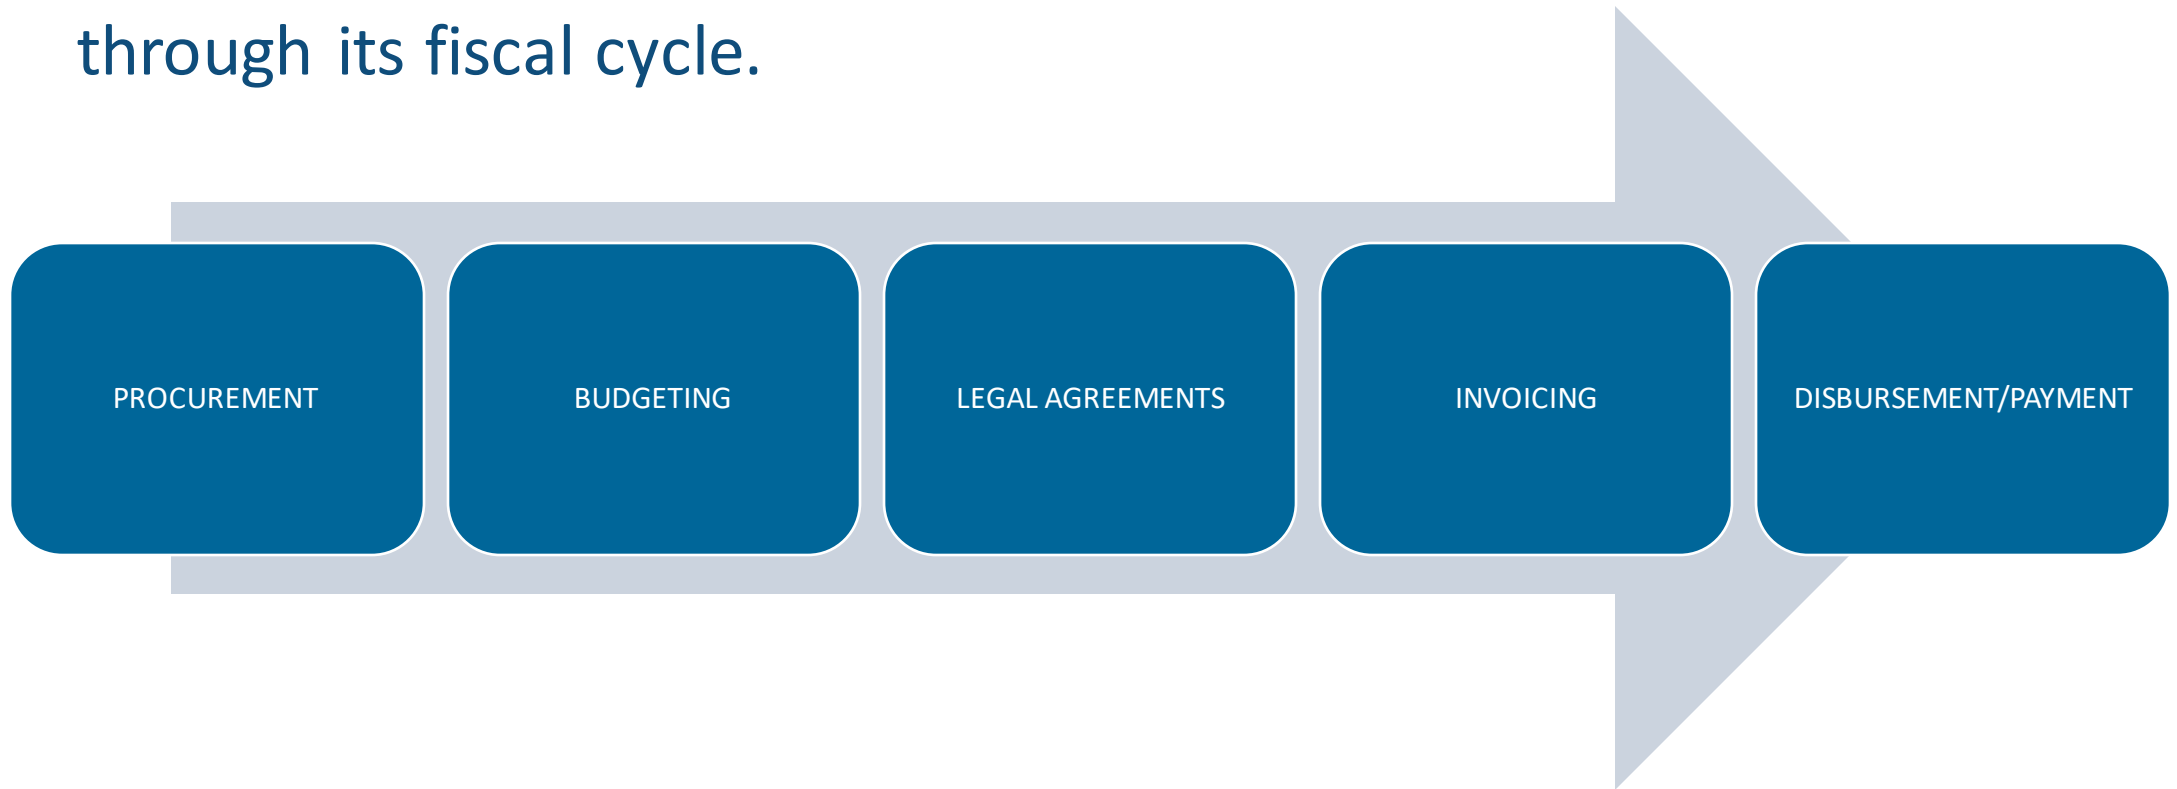 through its fiscal cycle.
PROCUREMENT
BUDGETING
LEGAL AGREEMENTS
INVOICING
DISBURSEMENT/PAYMENT